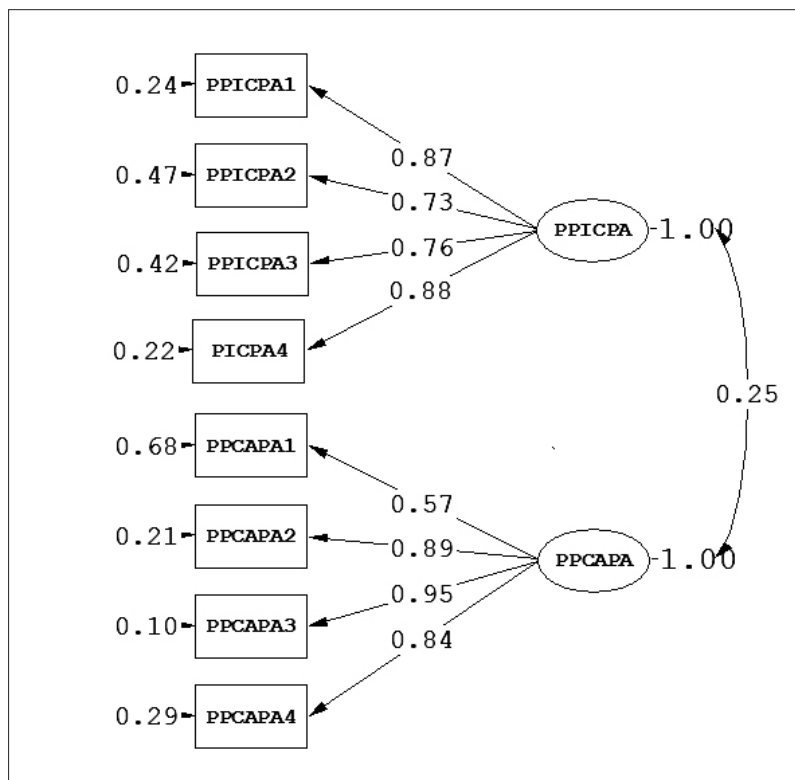 0.24 PPICPA1
0.87
0.47 PPICPA2
0.73
PPICPA 1.00
0.42 PPICPA3
0.76
0.88
0.22 PICPA4
0.25
0.68 PPCAPA1
0.57
0.21 PPCAPA2
0.89
PPCAPA 1.00
0.95
0.10 PPCAPA3
0.84
0.29 PPCAPA4